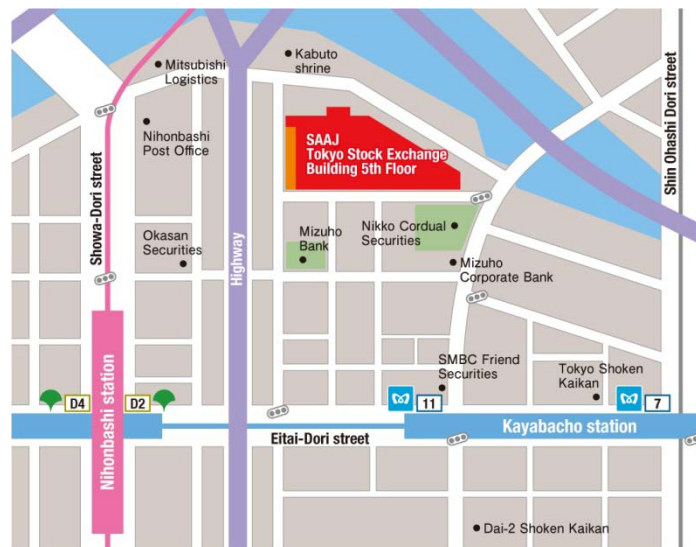 Mitsubishi
Logistics
Kabuto
shrine
Nihonbashi
Post Office
SAAJ
Tokyo Stock Exchange
Building 5th Floor
Shin Ohashi Dori street
Showa-Dori street
Okasan
Securities
Highway
Mizuho
Bank
Nikko Cordual
Securities
Mizuho
Corporate Bank
SMBC Friend
Securities
Tokyo Shoken
Kaikan
D4
Nihonbashi station
D2
11
7
Eitai-Dori street
Kayabacho station
Dai-2 Shoken Kaikan